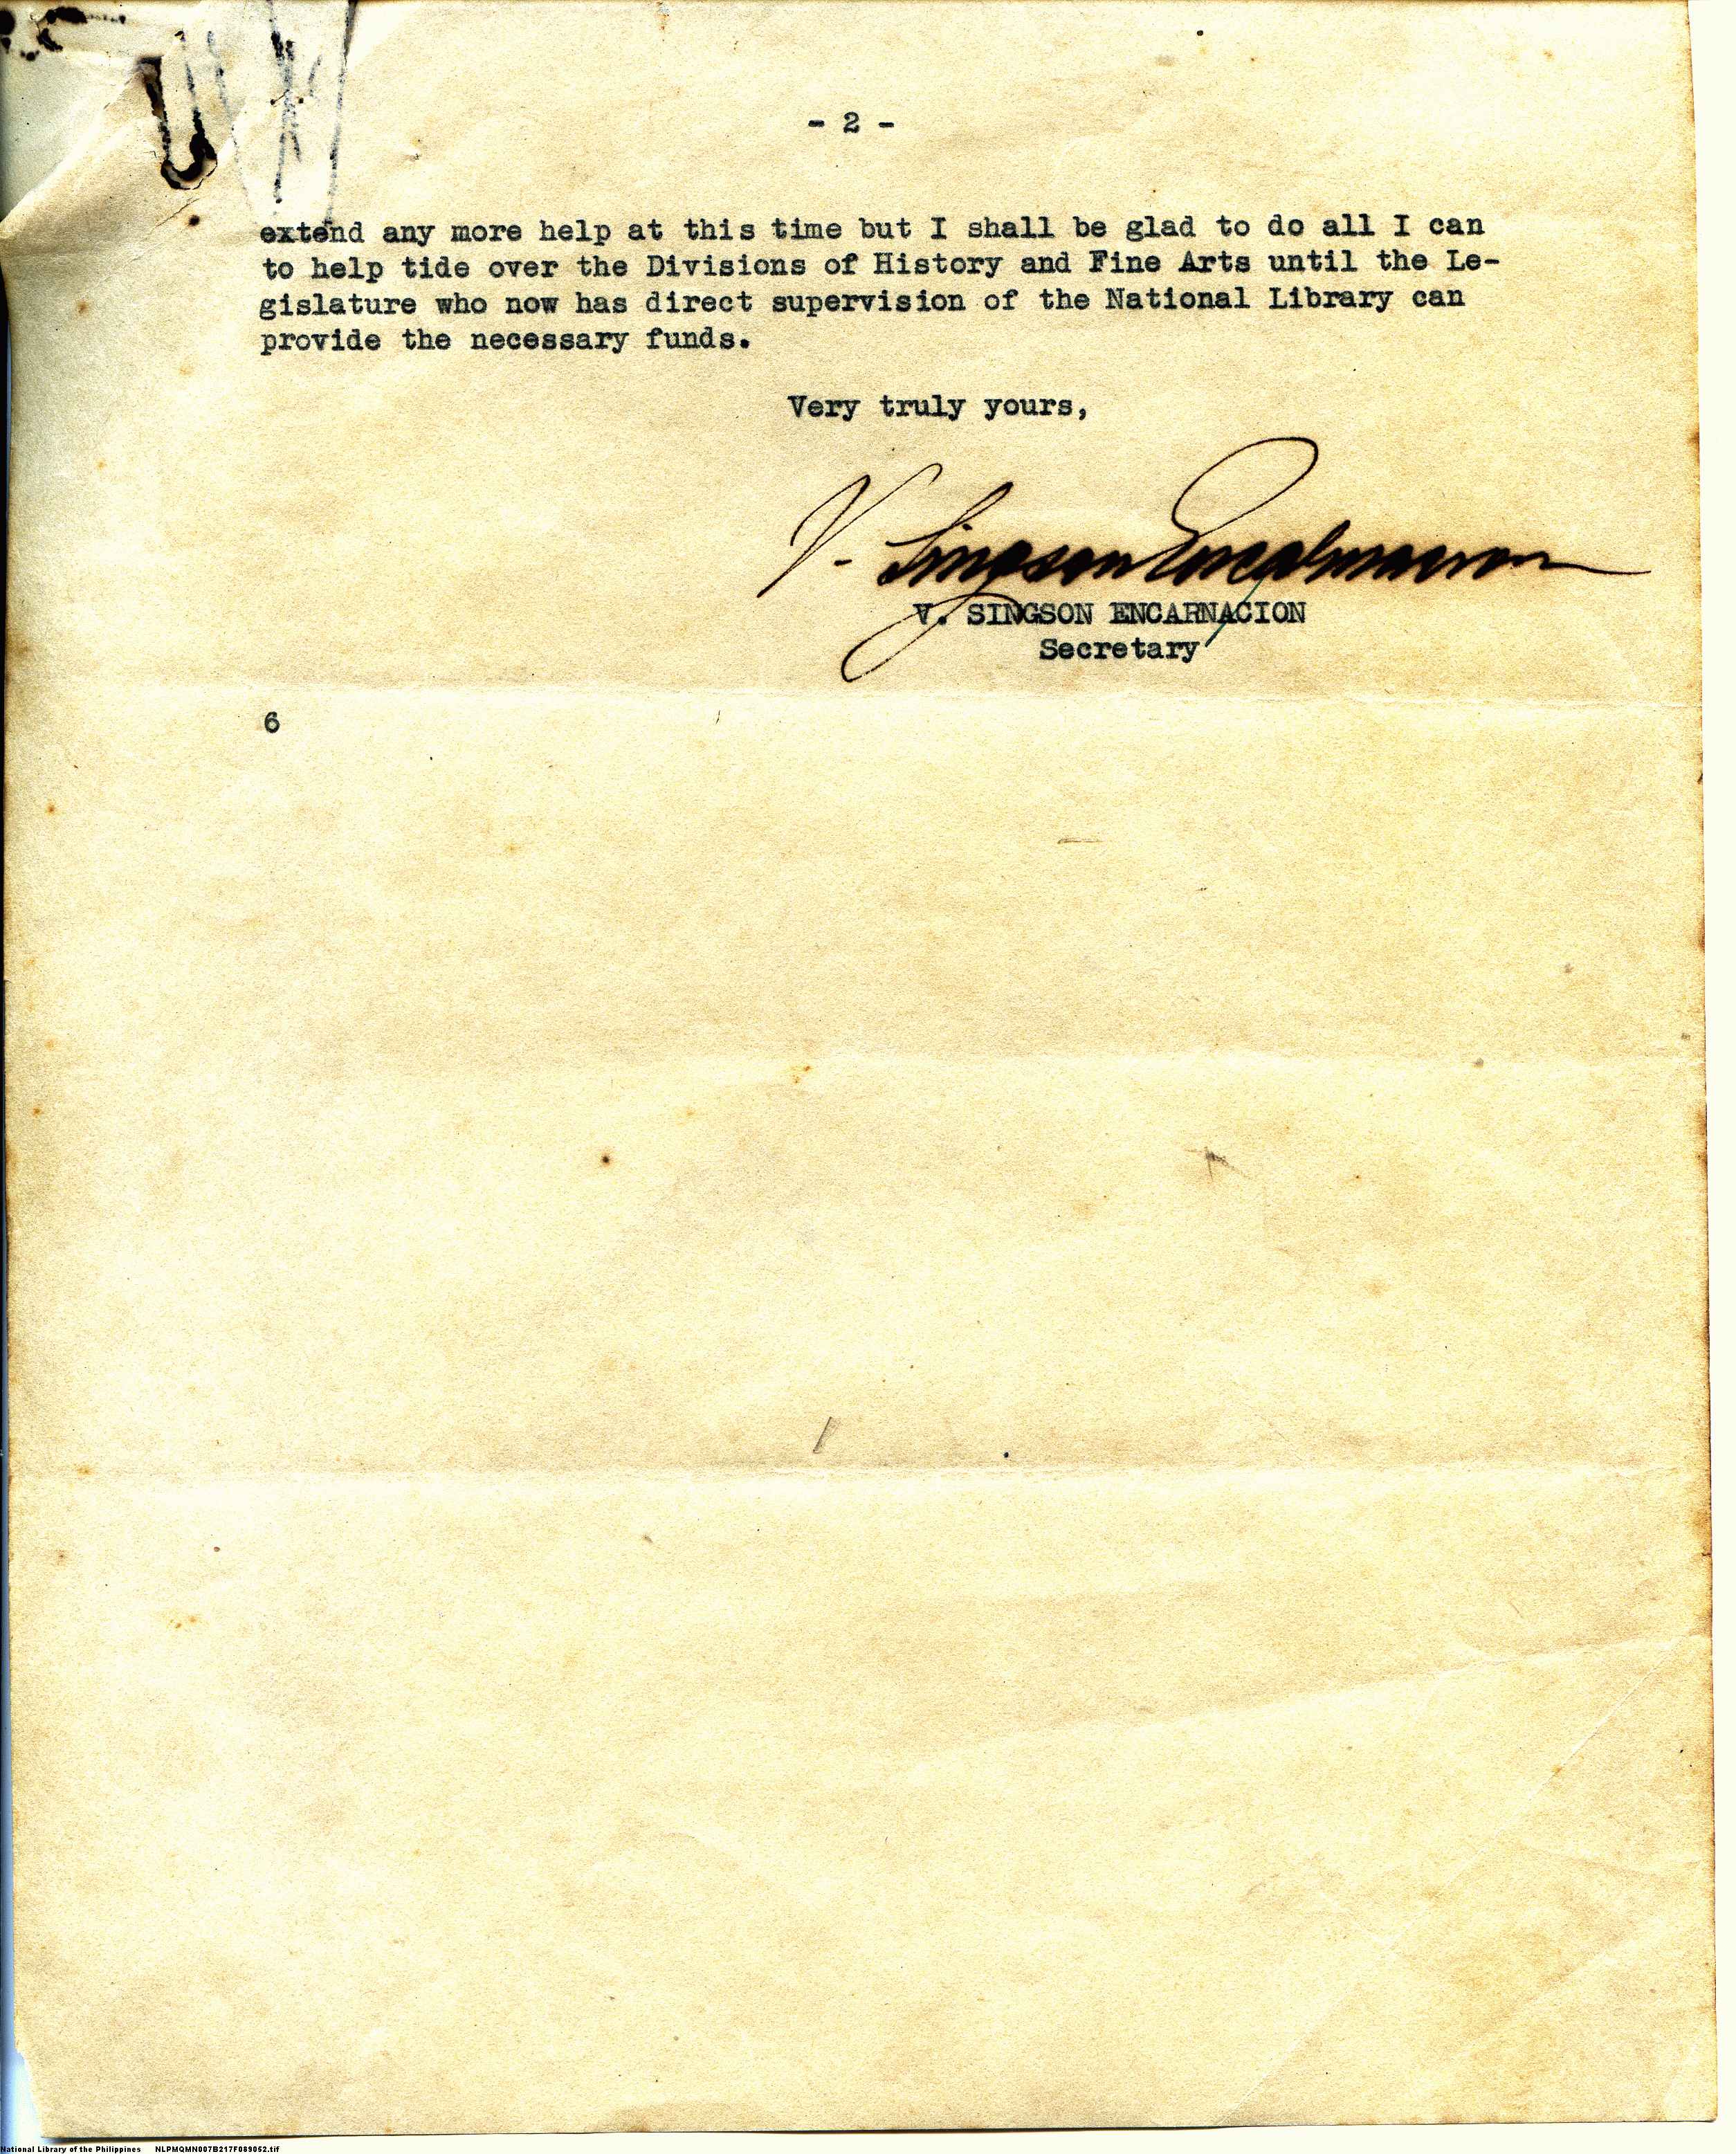 - 2 -
extend any more help at this time but I shall be glad to do all I can
to help tide over the Divisions of History and Fine Arts until the Le-
gislature who now has direct supervision of the National Library can
provide the necessary funds.
Very truly yours,
V. Singson Encarnacion
V. SINGSON ENCARNACION
Secretary
6
National Library of the Philippines NLPMQMN007B217F089052.tif